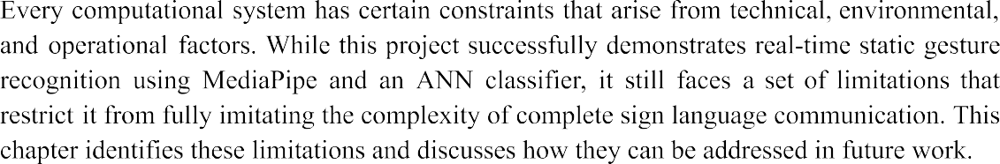 Every computational system has certain constraints that arise from technical, environmental,
and operational factors. While this project successfully demonstrates real-time static gesture
recognition using MediaPipe and an ANN classifier, it still faces a set of limitations that
restrict it from fully imitating the complexity of complete sign language communication. This
chapter identifies these limitations and discusses how they can be addressed in future work.